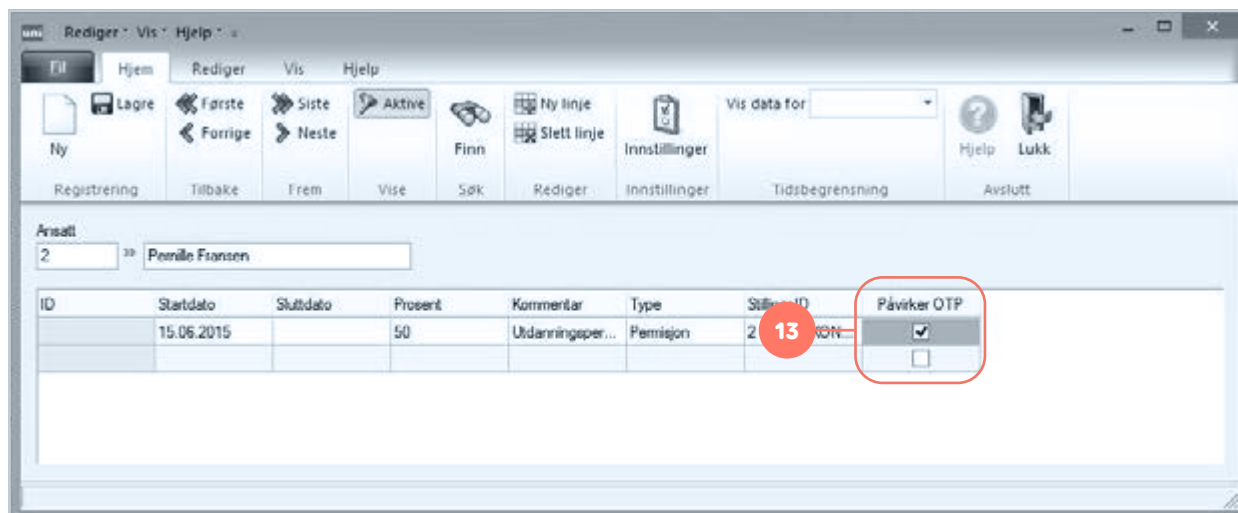 uni Rediger Vis Hjelp
Fil Hjem Rediger Vis Hjelp
Ny Lagre Første Forrige Siste Neste Aktive Finn Ny linje Slett linje Innstillinger Vis data for Hjelp Lukk
Registrering Tilbake Frem Vise Søk Rediger Innstillinger Tidsbegrensning Avslutt
Ansatt
2 Pernille Fransen
ID Startdato Sluttdato Prosent Kommentar Type Påvirker OTP
15.06.2015 50 Utdanningsper... Permisjon 2 13 KON...